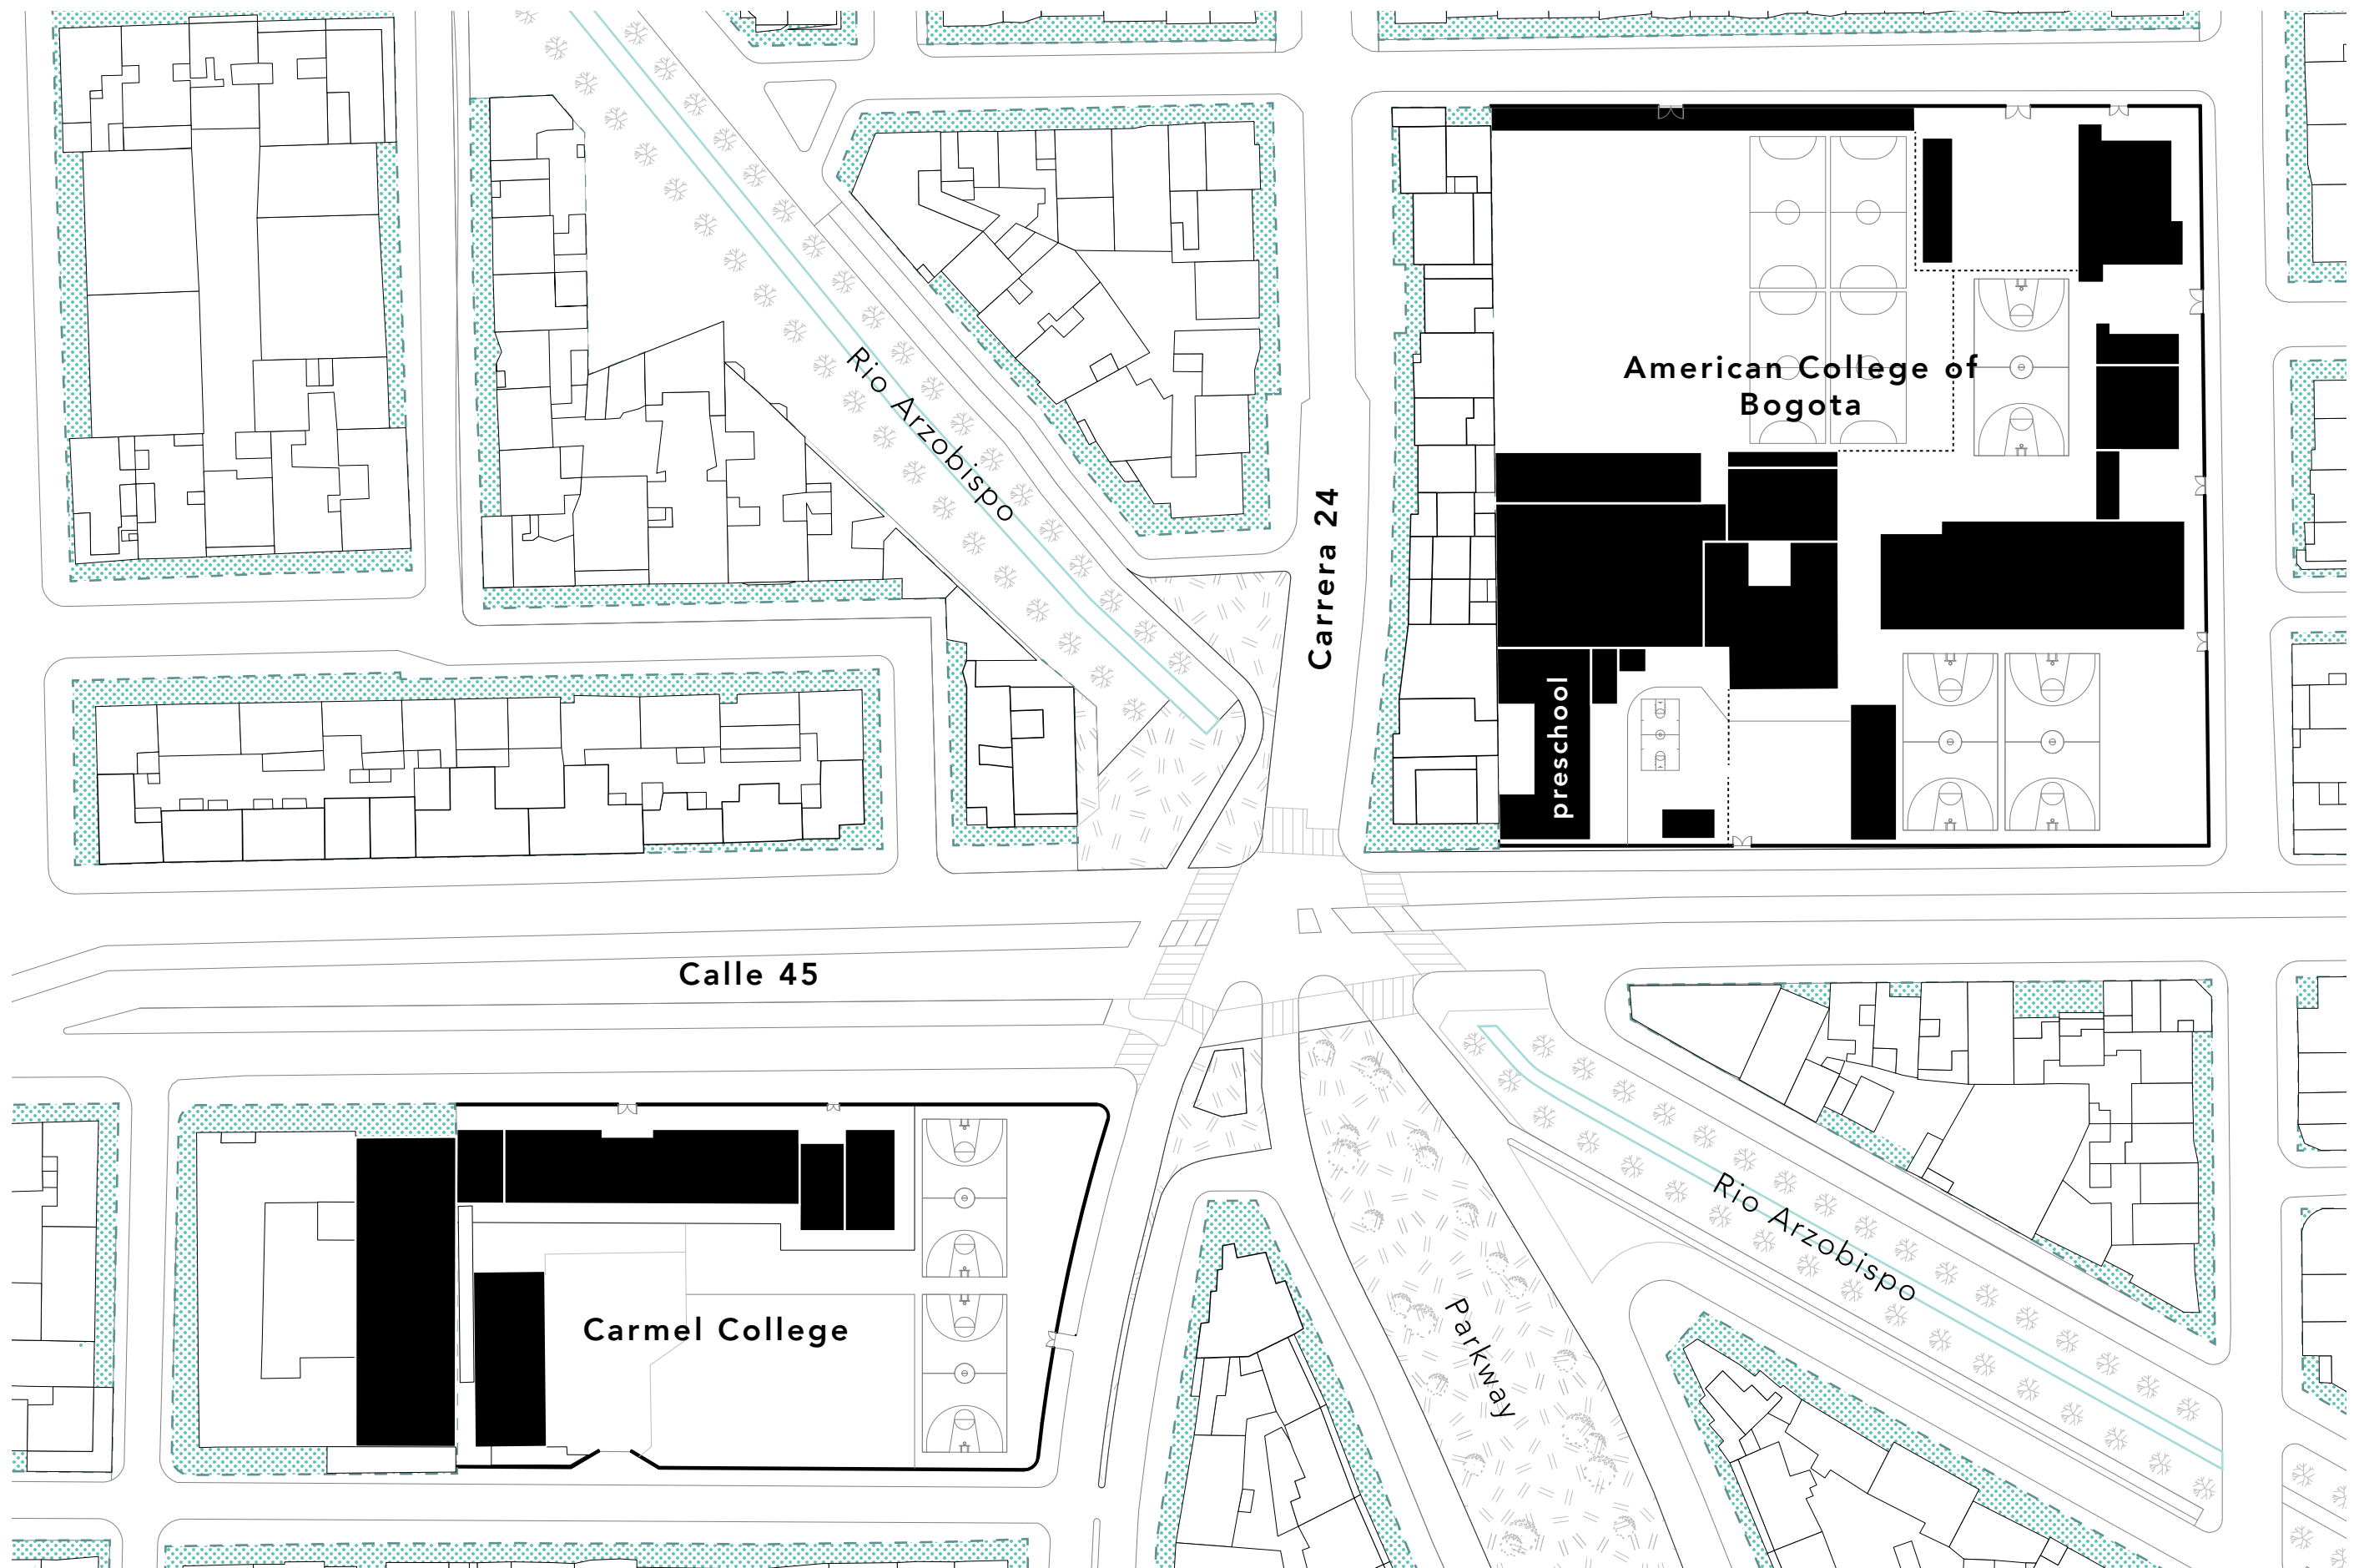 Rio Arzobispo
American College of
Bogota
Carrera 24
preschool
Calle 45
Rio Arzobispo
Carmel College
Parkway